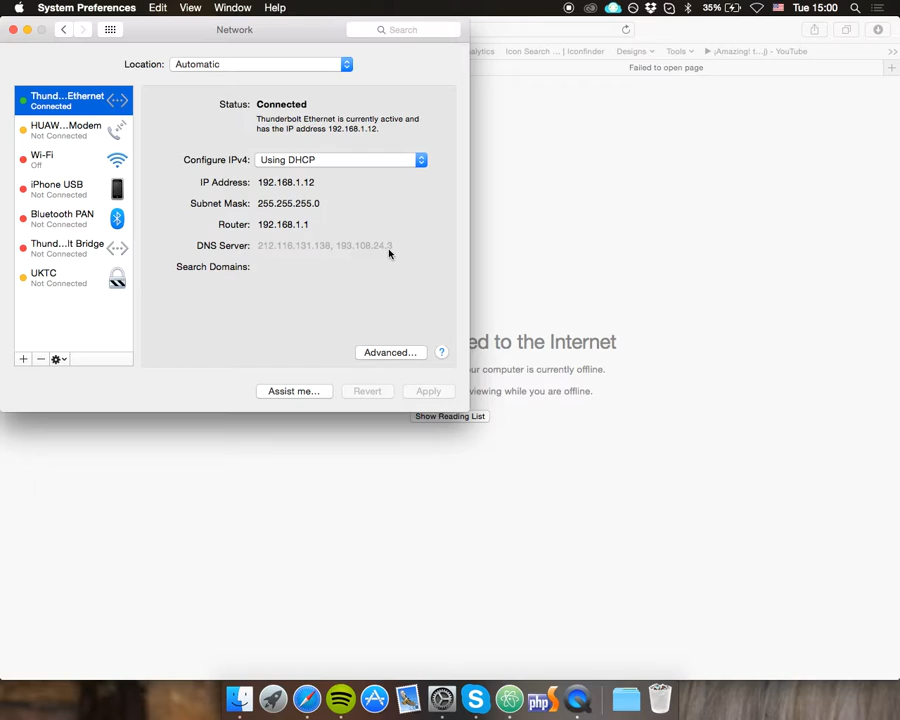 System Preferences Edit View Window Help 35% Tue 15:00
Network
Search
Location: Automatic
Thund...Ethernet
Connected
HUAW...Modem
Not Connected
Wi-Fi
Off
iPhone USB
Not Connected
Bluetooth PAN
Not Connected
Thund...lt Bridge
Not Connected
UKTC
Not Connected
Status: Connected
Thunderbolt Ethernet is currently active and
has the IP address 192.168.1.12.
Configure IPv4: Using DHCP
IP Address: 192.168.1.12
Subnet Mask: 255.255.255.0
Router: 192.168.1.1
DNS Server: 212.116.131.138, 193.108.24.3
Search Domains:
Advanced... ?
Assist me... Revert Apply
alytics Icon Search ... | Iconfinder Designs Tools ▶ ¡Amazing! t...j) - YouTube >>
Failed to open page +
ed to the Internet
ur computer is currently offline.
viewing while you are offline.
Show Reading List
php